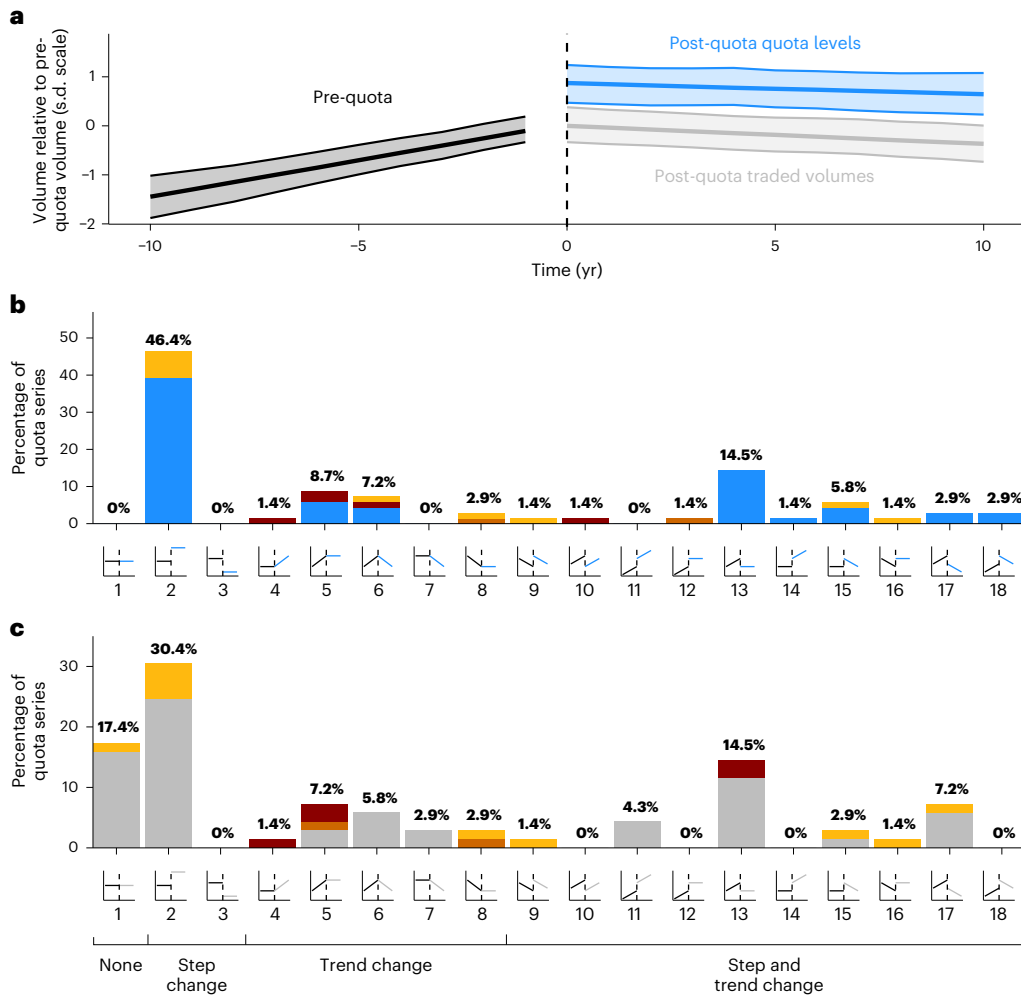 a
Volume relative to pre-
quota volume (s.d. scale)
1
0
−1
−2
Pre-quota
Post-quota quota levels
Post-quota traded volumes
−10
−5
0
5
10
Time (yr)
b
Percentage of
quota series
50
40
30
20
10
0
0%
46.4%
0%
1.4%
8.7%
7.2%
0%
2.9%
1.4%
1.4%
0%
1.4%
14.5%
1.4%
5.8%
1.4%
2.9%
2.9%
1 2 3 4 5 6 7 8 9 10 11 12 13 14 15 16 17 18
c
Percentage of
quota series
30
20
10
0
17.4%
30.4%
0%
1.4%
7.2%
5.8%
2.9%
2.9%
1.4%
0%
4.3%
0%
14.5%
0%
2.9%
1.4%
7.2%
0%
1 2 3 4 5 6 7 8 9 10 11 12 13 14 15 16 17 18
None
Step
change
Trend change
Step and
trend change